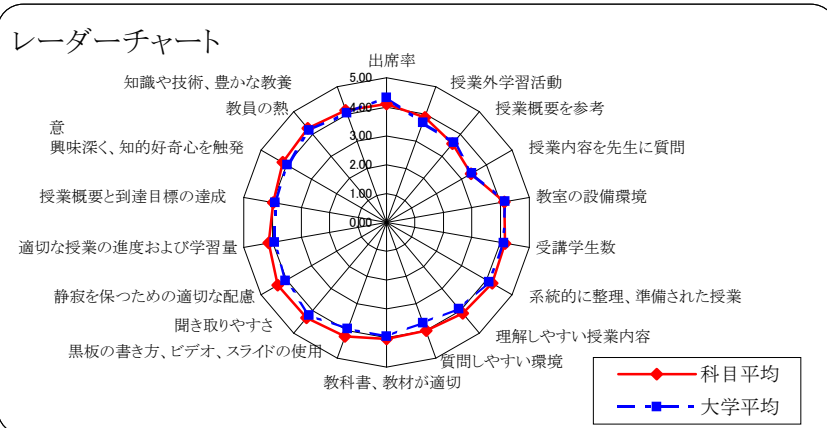 レーダーチャート
出席率
授業外学習活動
授業概要を参考
授業内容を先生に質問
教室の設備環境
受講学生数
系統的に整理、準備された授業
理解しやすい授業内容
質問しやすい環境
教科書、教材が適切
黒板の書き方、ビデオ、スライドの使用
聞き取りやすさ
静寂を保つための適切な配慮
適切な授業の進度および学習量
授業概要と到達目標の達成
興味深く、知的好奇心を触発
意
教員の熱
知識や技術、豊かな教養
5.00
4.00
3.00
2.00
1.00
0.00
科目平均
大学平均